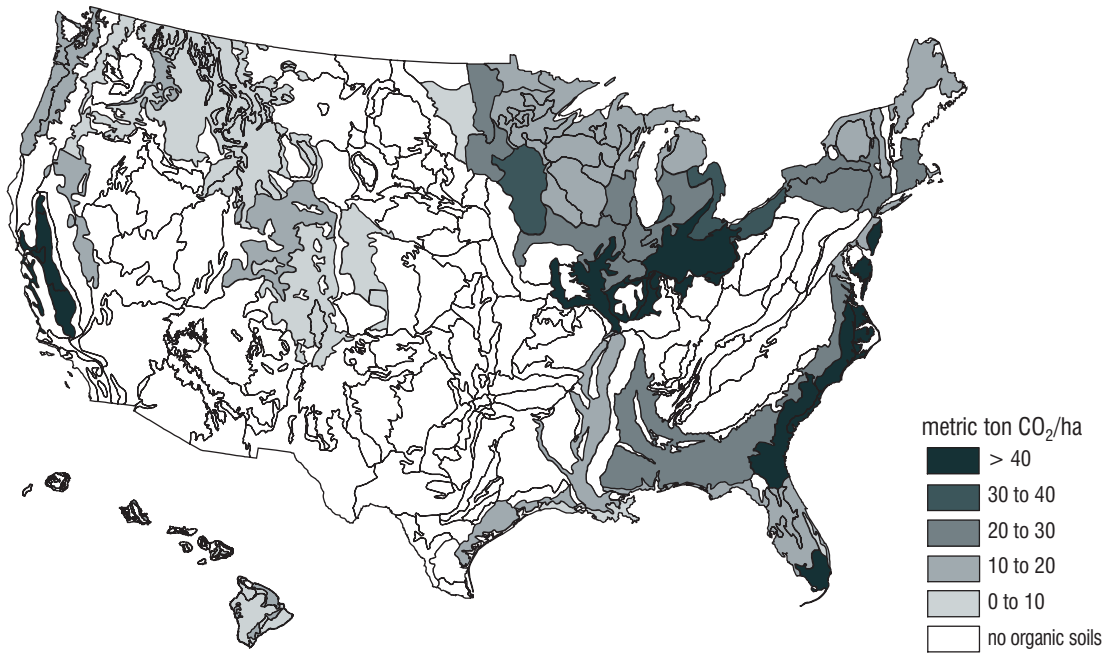 metric ton CO₂/ha
> 40
30 to 40
20 to 30
10 to 20
0 to 10
no organic soils